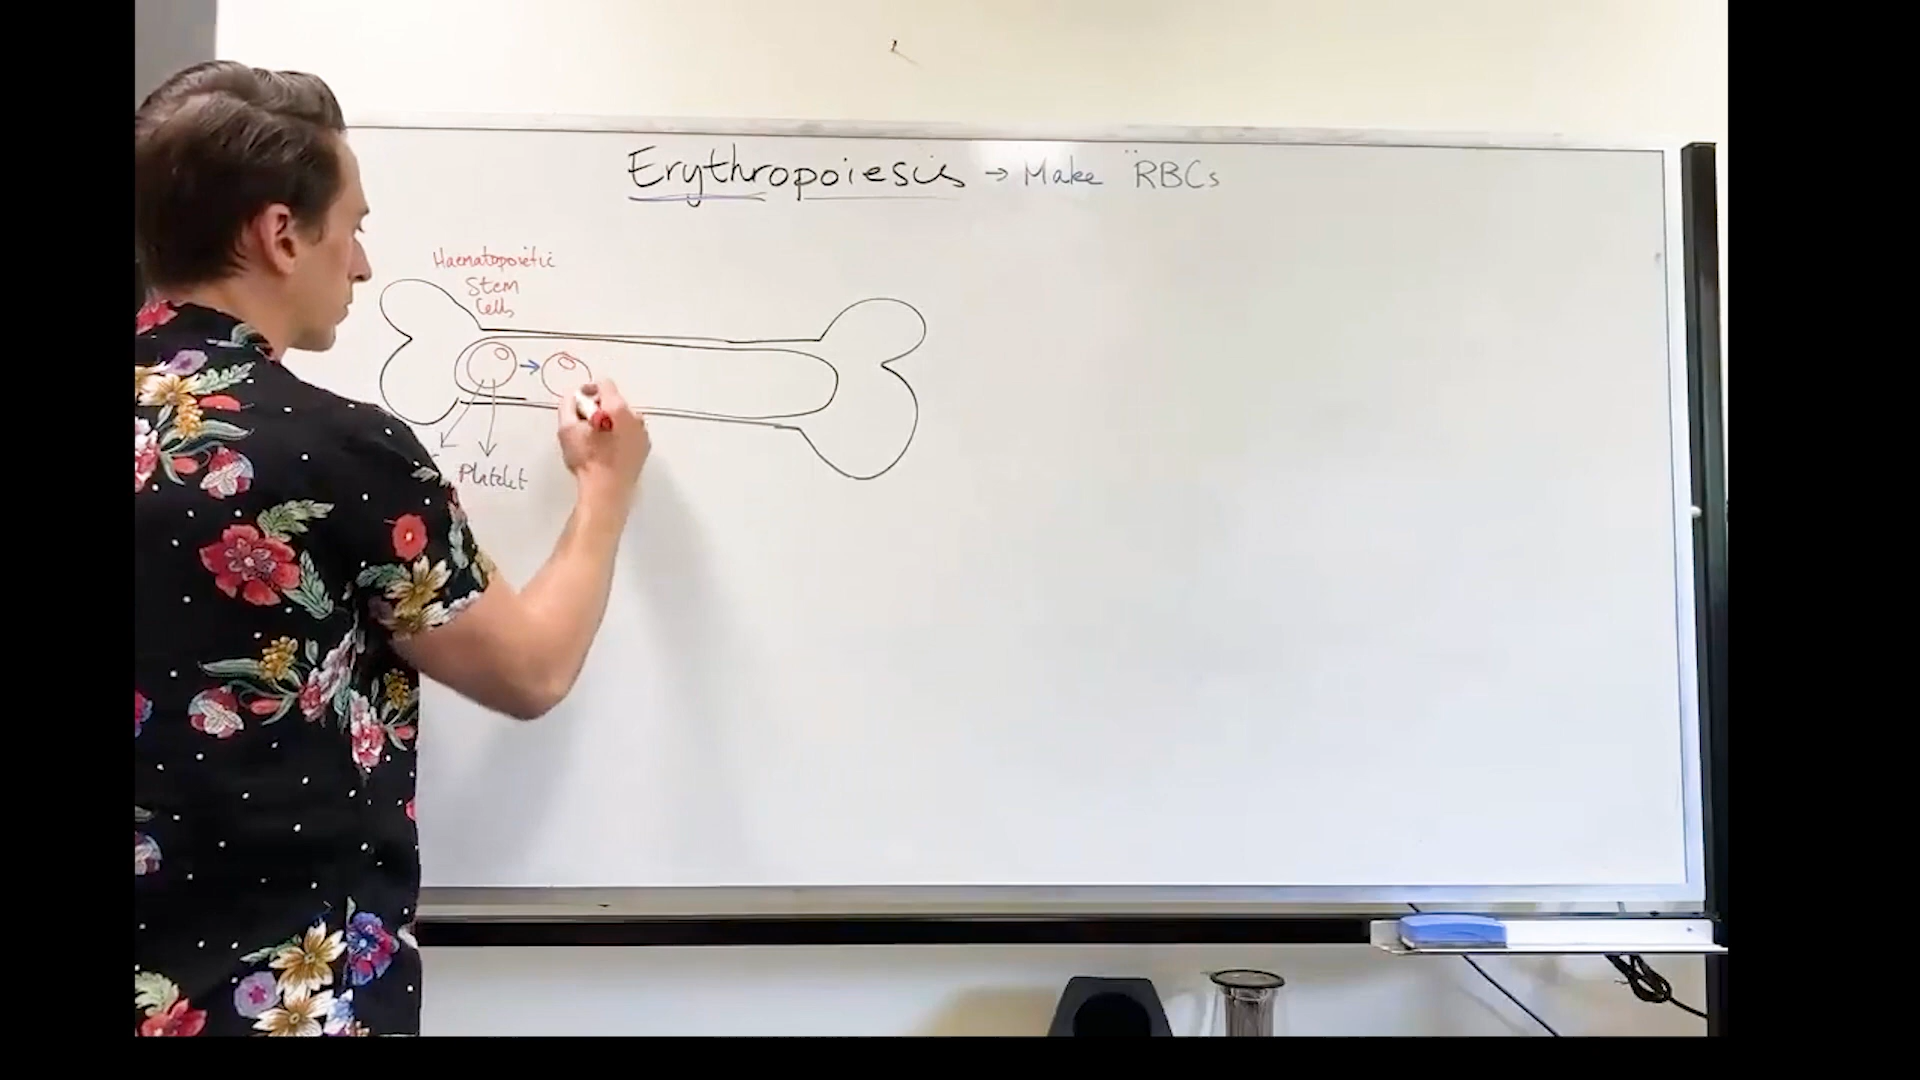 Erythropoiesis → Make RBCs
Haematopoietic
Stem
Cells
Platelet